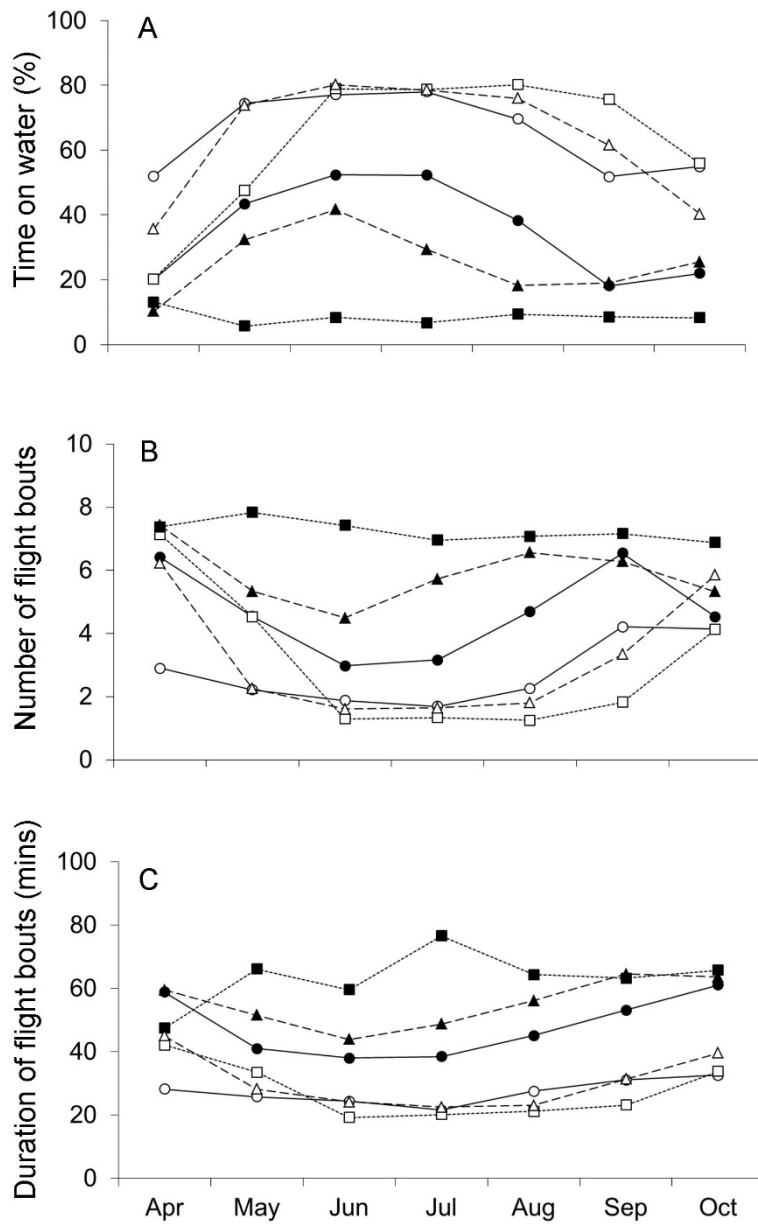 A
Time on water (%)
100
80
60
40
20
0
B
Number of flight bouts
10
8
6
4
2
0
C
Duration of flight bouts (mins)
100
80
60
40
20
0
Apr May Jun Jul Aug Sep Oct